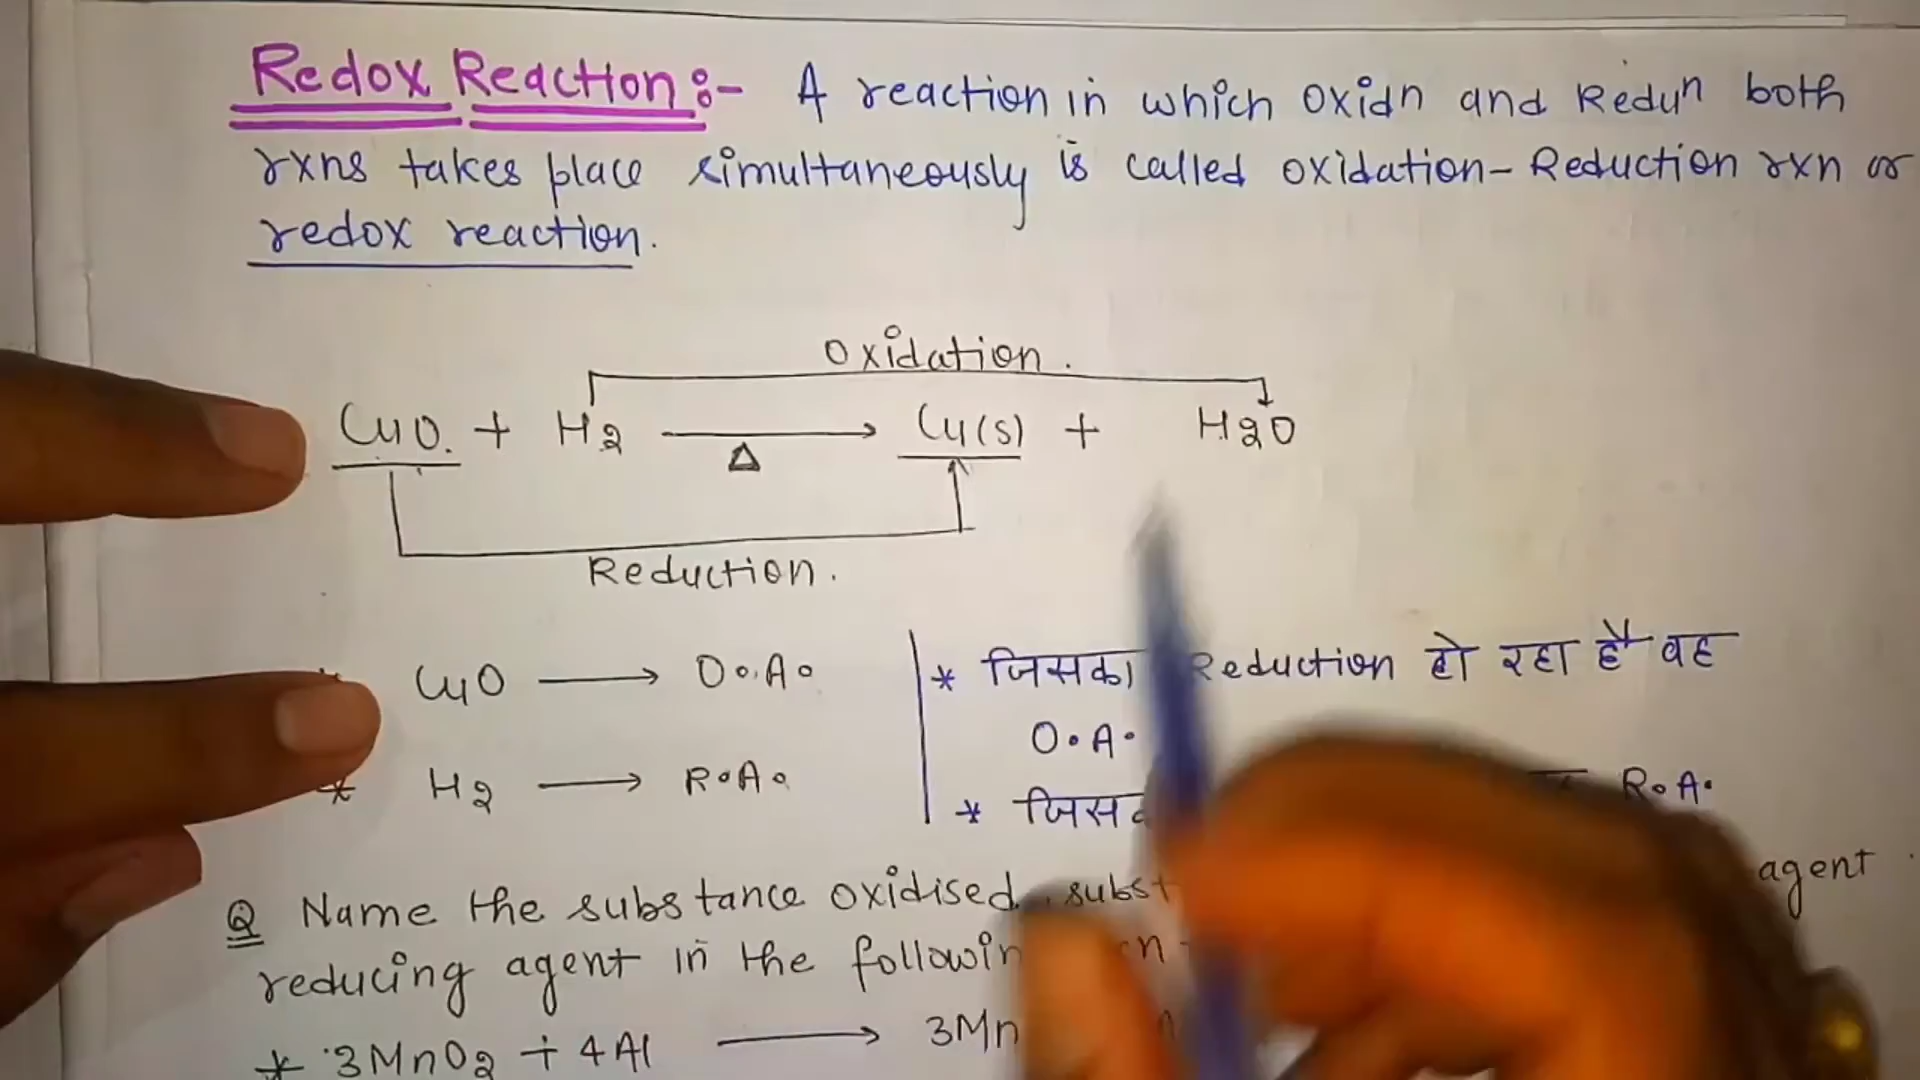 Redox Reaction:- A reaction in which oxidn and Redun both
rxns takes place simultaneously is called oxidation-Reduction rxn or
redox reaction.
Oxidation.
CuO + H2 → Cu(s) + H2O
Δ
Reduction.
* CuO → O.A.
* जिसका Reduction हो रहा है वह
O.A.
* H2 → R.A.
* R.A.
Q Name the substance oxidised, agent
reducing agent in the
* 3MnO2 + 4Al → 3Mn